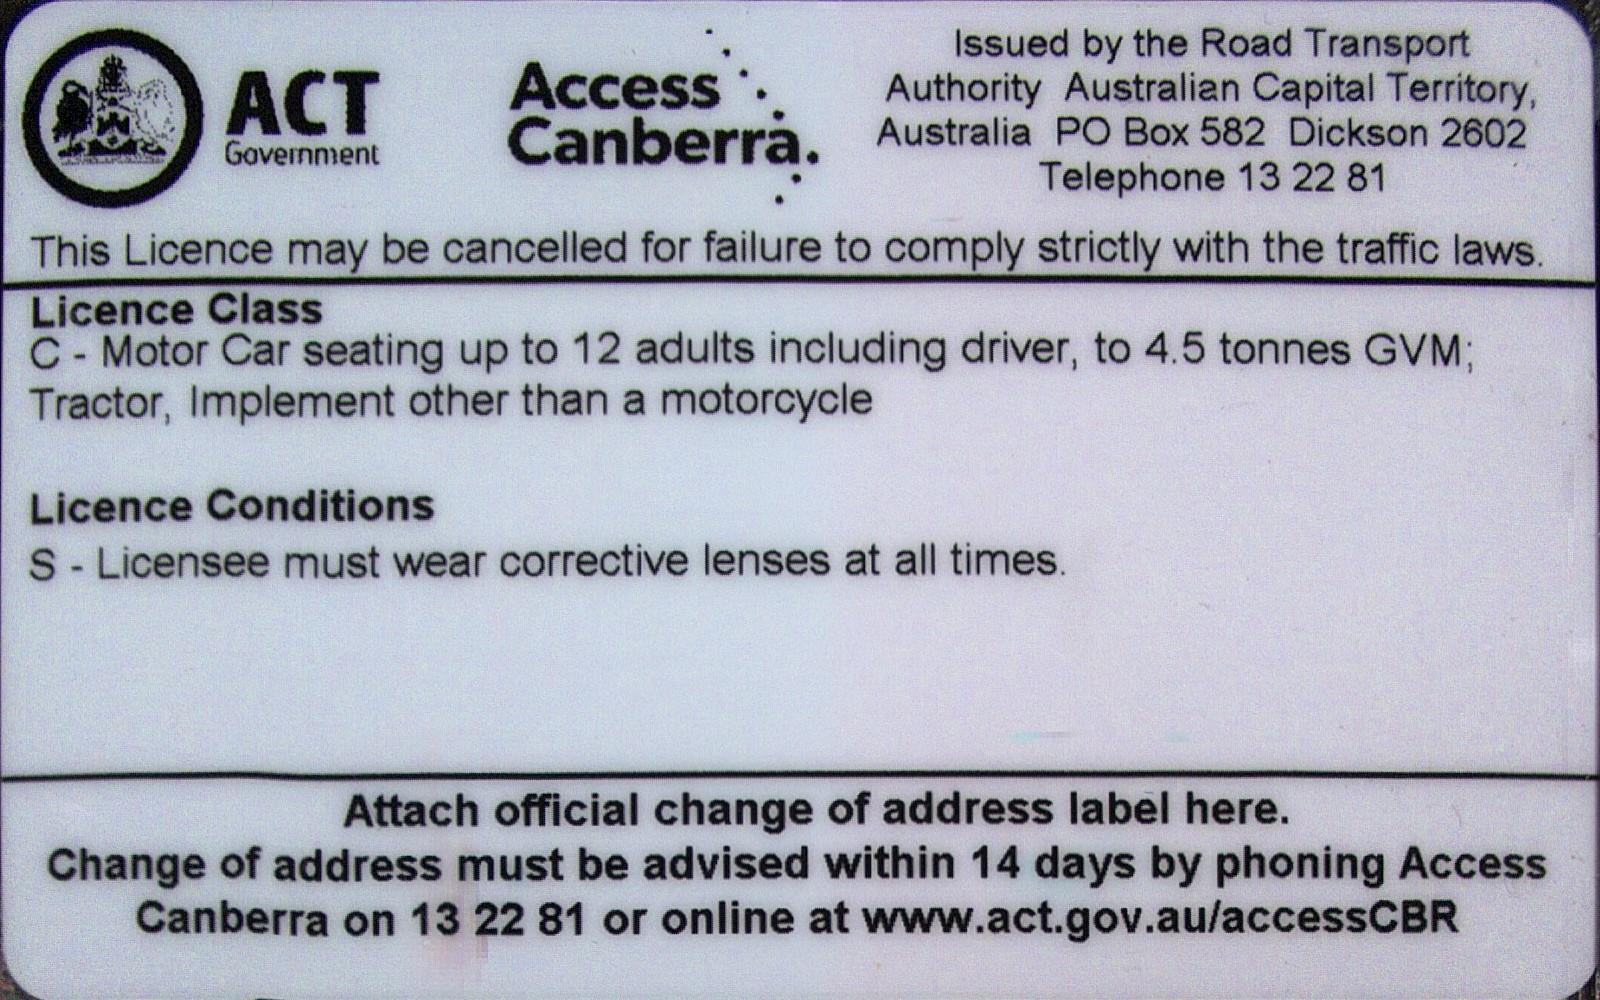 ACT
Government
Access
Canberra.
Issued by the Road Transport
Authority Australian Capital Territory,
Australia PO Box 582 Dickson 2602
Telephone 13 22 81
This Licence may be cancelled for failure to comply strictly with the traffic laws.
Licence Class
C - Motor Car seating up to 12 adults including driver, to 4.5 tonnes GVM;
Tractor, Implement other than a motorcycle
Licence Conditions
S - Licensee must wear corrective lenses at all times.
Attach official change of address label here.
Change of address must be advised within 14 days by phoning Access
Canberra on 13 22 81 or online at www.act.gov.au/accessCBR